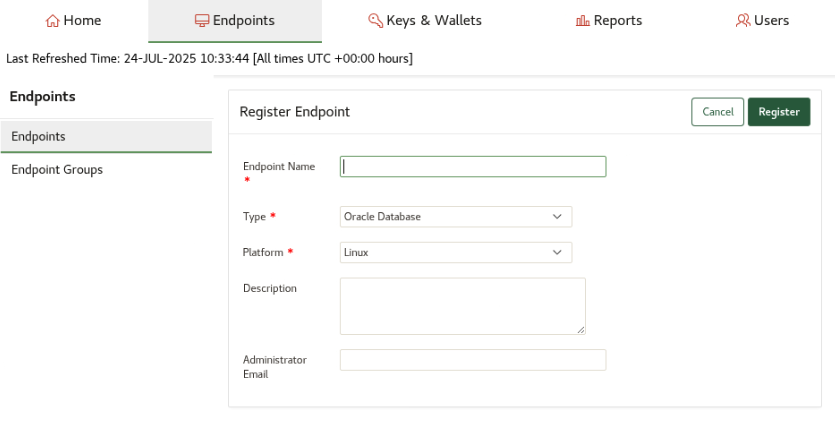 Home Endpoints Keys & Wallets Reports Users
Last Refreshed Time: 24-JUL-2025 10:33:44 [All times UTC +00:00 hours]
Endpoints
Endpoints
Endpoint Groups
Register Endpoint Cancel Register
Endpoint Name
*
Type * Oracle Database
Platform * Linux
Description
Administrator
Email